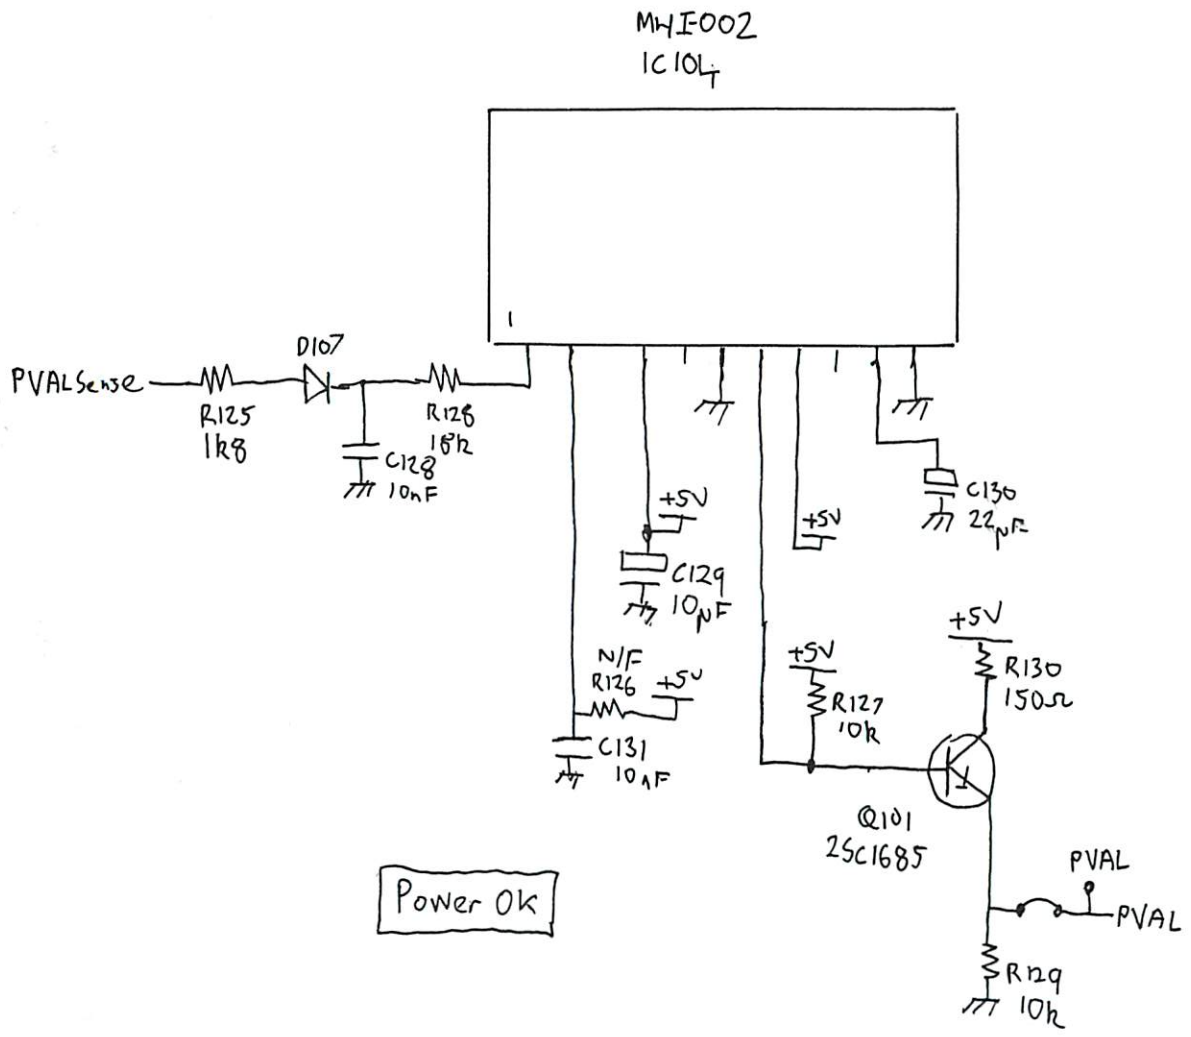 MHI-002
IC104
1
D107
PVALSense
R125
1k8
R128
18k
C128
10nF
+5V
C129
10µF
+5V
C130
22µF
N/F
R126
+5V
C131
10nF
+5V
R127
10k
+5V
R130
150Ω
Q101
2SC1685
Power OK
PVAL
PVAL
R129
10k